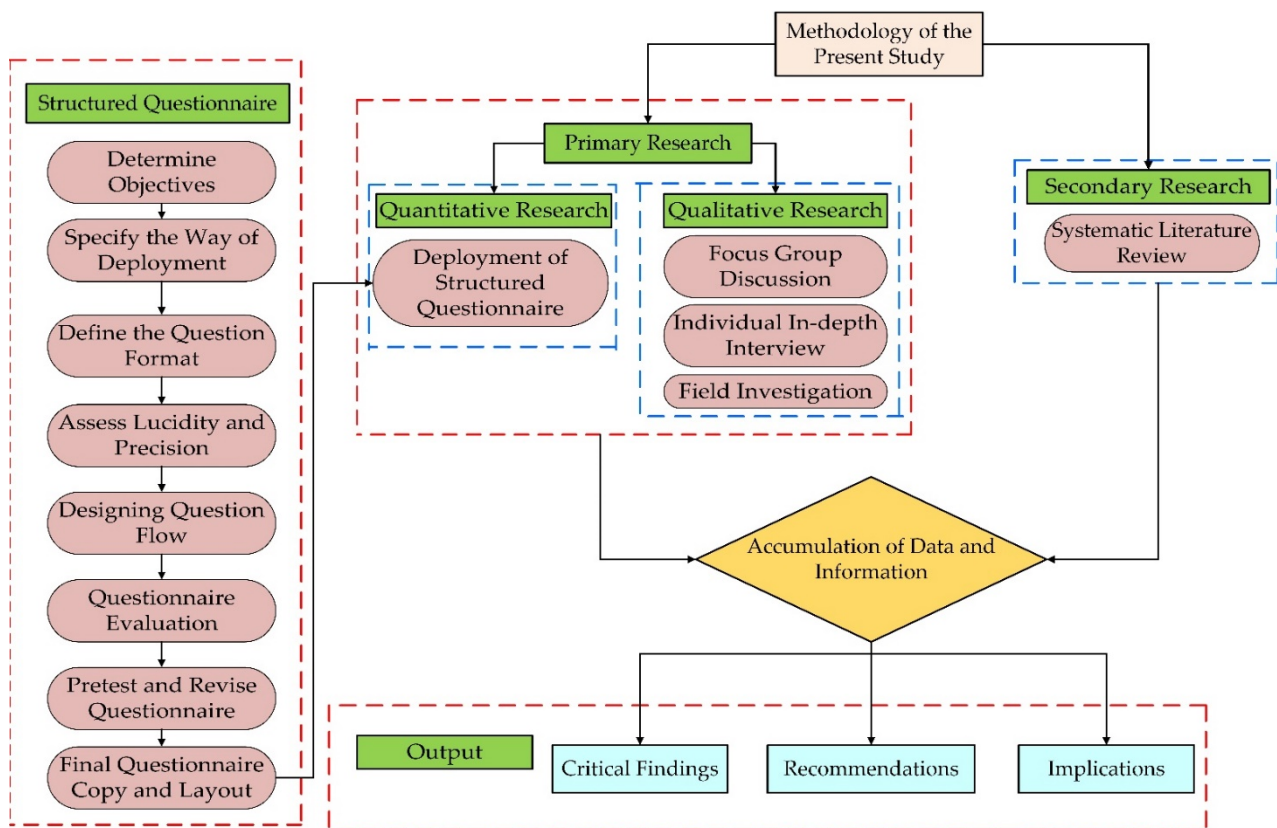 Methodology of the
Present Study
Structured Questionnaire
Determine
Objectives
Specify the Way of
Deployment
Define the Question
Format
Assess Lucidity and
Precision
Designing Question
Flow
Questionnaire
Evaluation
Pretest and Revise
Questionnaire
Final Questionnaire
Copy and Layout
Primary Research
Quantitative Research
Deployment of
Structured
Questionnaire
Qualitative Research
Focus Group
Discussion
Individual In-depth
Interview
Field Investigation
Secondary Research
Systematic Literature
Review
Accumulation of Data and
Information
Output
Critical Findings
Recommendations
Implications